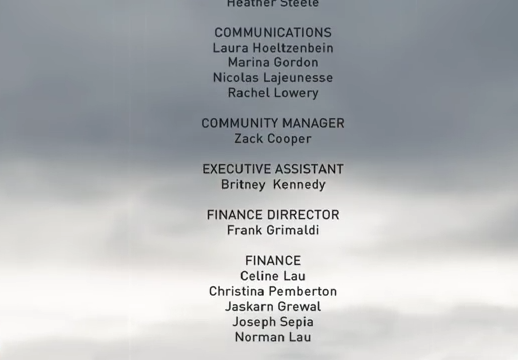 Heather Steele
COMMUNICATIONS
Laura Hoeltzenbein
Marina Gordon
Nicolas Lajeunesse
Rachel Lowery
COMMUNITY MANAGER
Zack Cooper
EXECUTIVE ASSISTANT
Britney Kennedy
FINANCE DIRRECTOR
Frank Grimaldi
FINANCE
Celine Lau
Christina Pemberton
Jaskarn Grewal
Joseph Sepia
Norman Lau